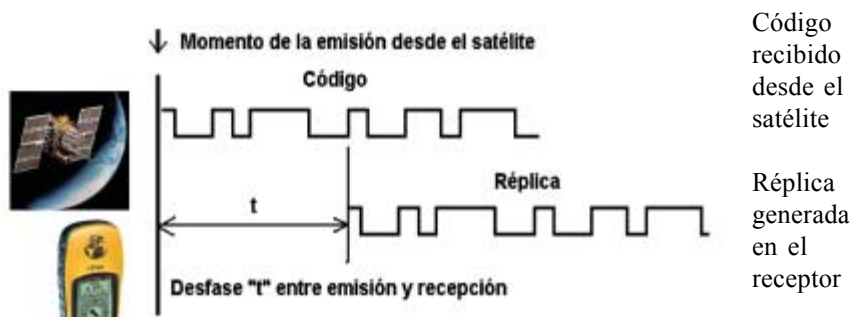 Momento de la emisión desde el satélite
Código
Réplica
t
Desfase "t" entre emisión y recepción
Código
recibido
desde el
satélite
Réplica
generada
en el
receptor